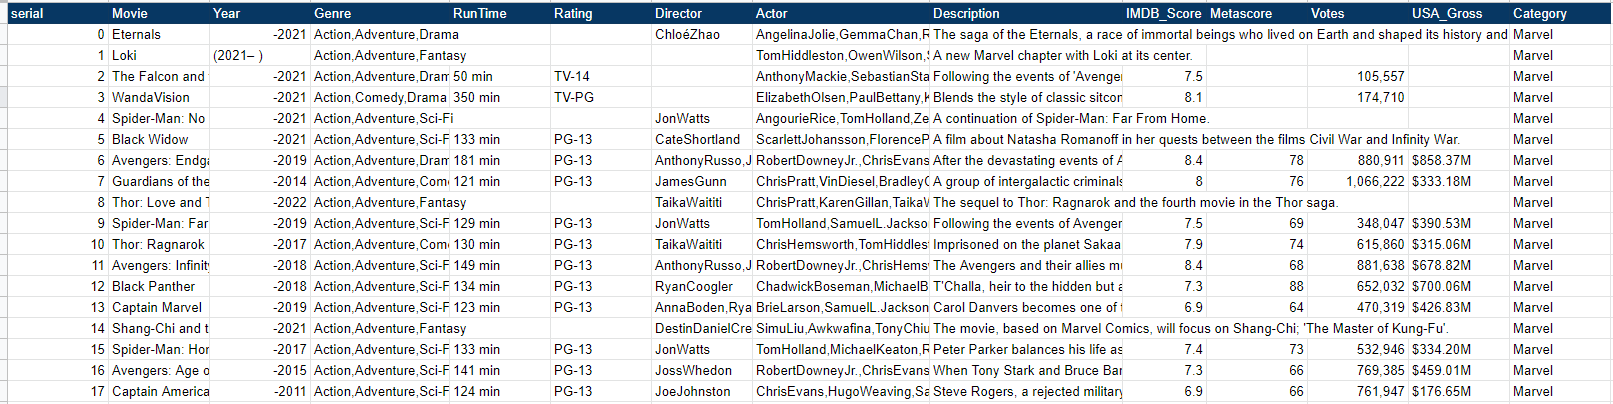 serial Movie Year Genre RunTime Rating Director Actor Description IMDB_Score Metascore Votes USA_Gross Category
0 Eternals -2021 Action,Adventure,Drama ChloéZhao AngelinaJolie,GemmaChan,R The saga of the Eternals, a race of immortal beings who lived on Earth and shaped its history and Marvel
1 Loki (2021– ) Action,Adventure,Fantasy TomHiddleston,OwenWilson, A new Marvel chapter with Loki at its center. Marvel
2 The Falcon and -2021 Action,Adventure,Dram 50 min TV-14 AnthonyMackie,SebastianSta Following the events of 'Avenge 7.5 105,557 Marvel
3 WandaVision -2021 Action,Comedy,Drama 350 min TV-PG ElizabethOlsen,PaulBettany,K Blends the style of classic sitcon 8.1 174,710 Marvel
4 Spider-Man: No -2021 Action,Adventure,Sci-Fi JonWatts AngourieRice,TomHolland,Ze A continuation of Spider-Man: Far From Home. Marvel
5 Black Widow -2021 Action,Adventure,Sci-F 133 min PG-13 CateShortland ScarlettJohansson,FlorenceP A film about Natasha Romanoff in her quests between the films Civil War and Infinity War. Marvel
6 Avengers: Endga -2019 Action,Adventure,Dram 181 min PG-13 AnthonyRusso,J RobertDowneyJr.,ChrisEvans After the devastating events of A 8.4 78 880,911 $858.37M Marvel
7 Guardians of the -2014 Action,Adventure,Com 121 min PG-13 JamesGunn ChrisPratt,VinDiesel,BradleyC A group of intergalactic criminals 8 76 1,066,222 $333.18M Marvel
8 Thor: Love and T -2022 Action,Adventure,Fantasy TaikaWaititi ChrisPratt,KarenGillan,TaikaV The sequel to Thor: Ragnarok and the fourth movie in the Thor saga. Marvel
9 Spider-Man: Far -2019 Action,Adventure,Sci-F 129 min PG-13 JonWatts TomHolland,SamuelL.Jackso Following the events of Avenger 7.5 69 348,047 $390.53M Marvel
10 Thor: Ragnarok -2017 Action,Adventure,Com 130 min PG-13 TaikaWaititi ChrisHemsworth,TomHiddles Imprisoned on the planet Sakaa 7.9 74 615,860 $315.06M Marvel
11 Avengers: Infinity -2018 Action,Adventure,Sci-F 149 min PG-13 AnthonyRusso,J RobertDowneyJr.,ChrisHems The Avengers and their allies mu 8.4 68 881,638 $678.82M Marvel
12 Black Panther -2018 Action,Adventure,Sci-F 134 min PG-13 RyanCoogler ChadwickBoseman,MichaelB T'Challa, heir to the hidden but a 7.3 88 652,032 $700.06M Marvel
13 Captain Marvel -2019 Action,Adventure,Sci-F 123 min PG-13 AnnaBoden,Rya BrieLarson,SamuelL.Jackson Carol Danvers becomes one of 6.9 64 470,319 $426.83M Marvel
14 Shang-Chi and t -2021 Action,Adventure,Fantasy DestinDanielCre SimuLiu,Awkwafina,TonyChiu The movie, based on Marvel Comics, will focus on Shang-Chi; 'The Master of Kung-Fu'. Marvel
15 Spider-Man: Hor -2017 Action,Adventure,Sci-F 133 min PG-13 JonWatts TomHolland,MichaelKeaton,R Peter Parker balances his life as 7.4 73 532,946 $334.20M Marvel
16 Avengers: Age o -2015 Action,Adventure,Sci-F 141 min PG-13 JossWhedon RobertDowneyJr.,ChrisEvans When Tony Stark and Bruce Bar 7.3 66 769,385 $459.01M Marvel
17 Captain America -2011 Action,Adventure,Sci-F 124 min PG-13 JoeJohnston ChrisEvans,HugoWeaving,Sa Steve Rogers, a rejected military 6.9 66 761,947 $176.65M Marvel